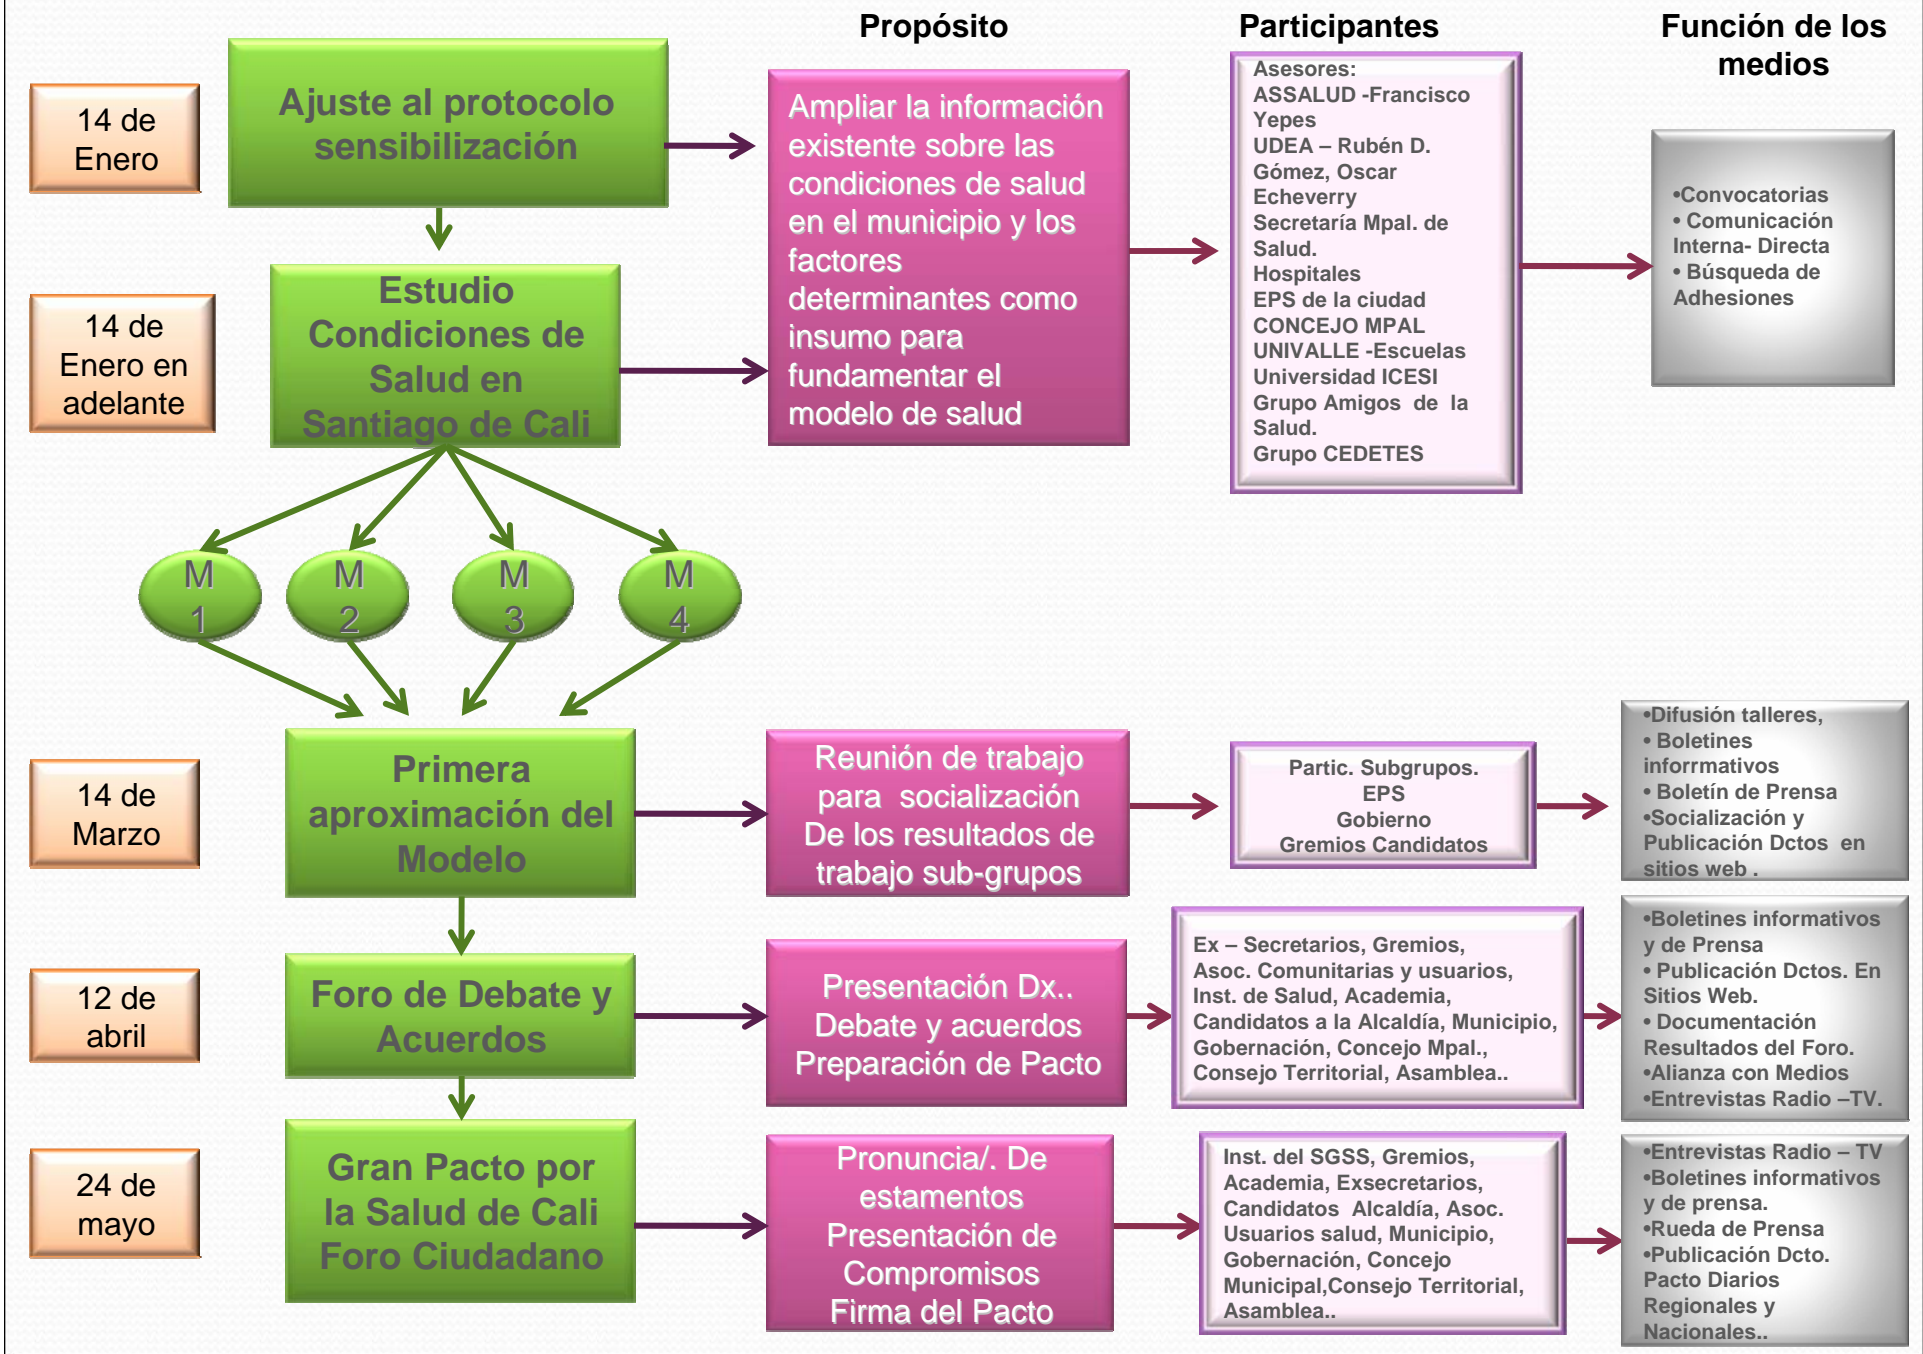 Propósito
Participantes
Función de los
medios
14 de
Enero
Ajuste al protocolo
sensibilización
14 de
Enero en
adelante
Estudio
Condiciones de
Salud en
Santiago de Cali
Ampliar la información
existente sobre las
condiciones de salud
en el municipio y los
factores
determinantes como
insumo para
fundamentar el
modelo de salud
Asesores:
ASSALUD -Francisco
Yepes
UDEA – Rubén D.
Gómez, Oscar
Echeverry
Secretaría Mpal. de
Salud.
Hospitales
EPS de la ciudad
CONCEJO MPAL
UNIVALLE -Escuelas
Universidad ICESI
Grupo Amigos de la
Salud.
Grupo CEDETES
•Convocatorias
• Comunicación
Interna- Directa
• Búsqueda de
Adhesiones
M
1
M
2
M
3
M
4
14 de
Marzo
Primera
aproximación del
Modelo
Reunión de trabajo
para socialización
De los resultados de
trabajo sub-grupos
Partic. Subgrupos.
EPS
Gobierno
Gremios Candidatos
•Difusión talleres,
• Boletines
inforrmativos
• Boletín de Prensa
•Socialización y
Publicación Dctos en
sitios web .
12 de
abril
Foro de Debate y
Acuerdos
Presentación Dx..
Debate y acuerdos
Preparación de Pacto
Ex – Secretarios, Gremios,
Asoc. Comunitarias y usuarios,
Inst. de Salud, Academia,
Candidatos a la Alcaldía, Municipio,
Gobernación, Concejo Mpal.,
Consejo Territorial, Asamblea..
•Boletines informativos
y de Prensa
• Publicación Dctos. En
Sitios Web.
• Documentación
Resultados del Foro.
•Alianza con Medios
•Entrevistas Radio –TV.
24 de
mayo
Gran Pacto por
la Salud de Cali
Foro Ciudadano
Pronuncia/. De
estamentos
Presentación de
Compromisos
Firma del Pacto
Inst. del SGSS, Gremios,
Academia, Exsecretarios,
Candidatos Alcaldía, Asoc.
Usuarios salud, Municipio,
Gobernación, Concejo
Municipal,Consejo Territorial,
Asamblea..
•Entrevistas Radio – TV
•Boletines informativos
y de prensa.
•Rueda de Prensa
•Publicación Dcto.
Pacto Diarios
Regionales y
Nacionales..